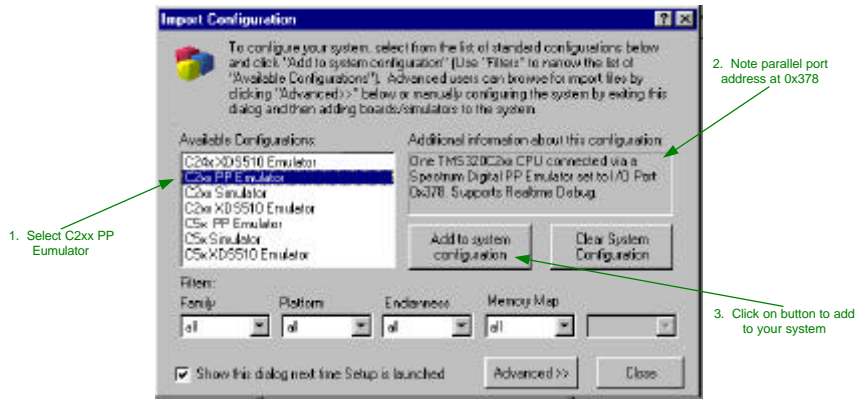 Import Configuration
To configure your system, select from the list of standard configurations below
and click "Add to system configuration" (Use "Filters" to narrow the list of
"Available Configurations"). Advanced users can browse for import files by
clicking "Advanced>>" below or manually configuring the system by exiting this
dialog and then adding boards/simulators to the system.
2. Note parallel port
address at 0x378
Available Configurations:
Additional information about this configuration:
C24x XDS510 Emulator
C2xx PP Emulator
C2xx Simulator
C2xx XDS510 Emulator
C5x PP Emulator
C5x Simulator
C5x XDS510 Emulator
One TMS320C2xx CPU connected via a
Spectrum Digital PP Emulator set to I/O Port
0x378. Supports Realtime Debug.
1. Select C2xx PP
Eumulator
Add to system
configuration
Clear System
Configuration
Filters:
Family
Platform
Endianness
Memory Map
all
all
all
all
3. Click on button to add
to your system
Show this dialog next time Setup is launched
Advanced >>
Close